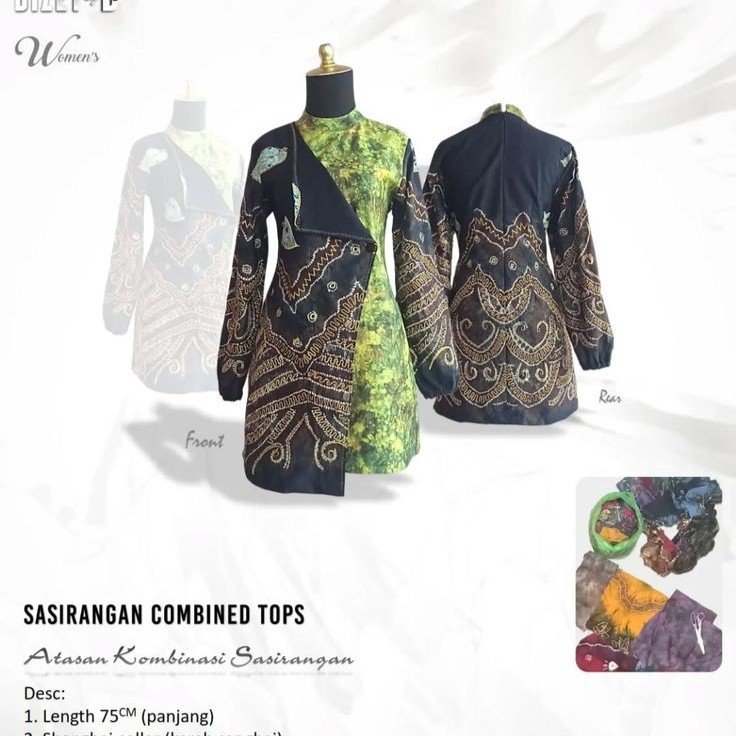 Women's
Front
Rear
SASIRANGAN COMBINED TOPS
Atasan Kombinasi Sasirangan
Desc:
1. Length 75CM (panjang)